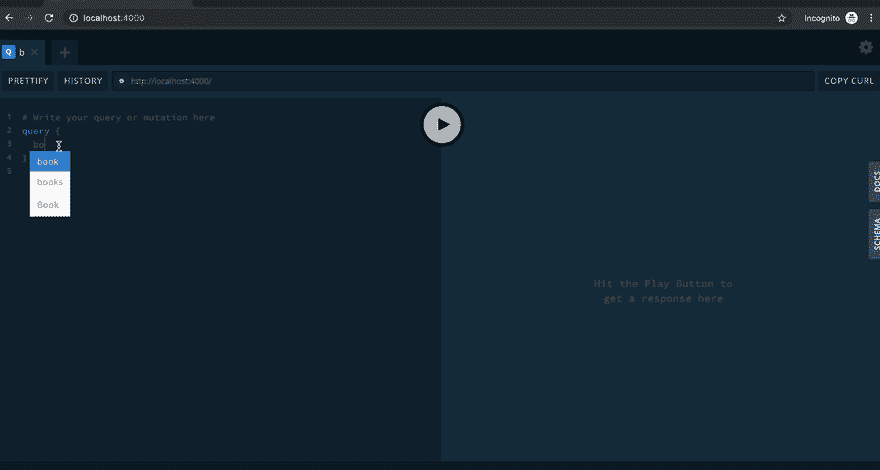 localhost:4000
Incognito
Q b
PRETTIFY HISTORY http://localhost:4000/ COPY CURL
1 # Write your query or mutation here
2 query {
3 bo
4 }
5
book
books
Book
DOCS
SCHEMA
Hit the Play Button to
get a response here